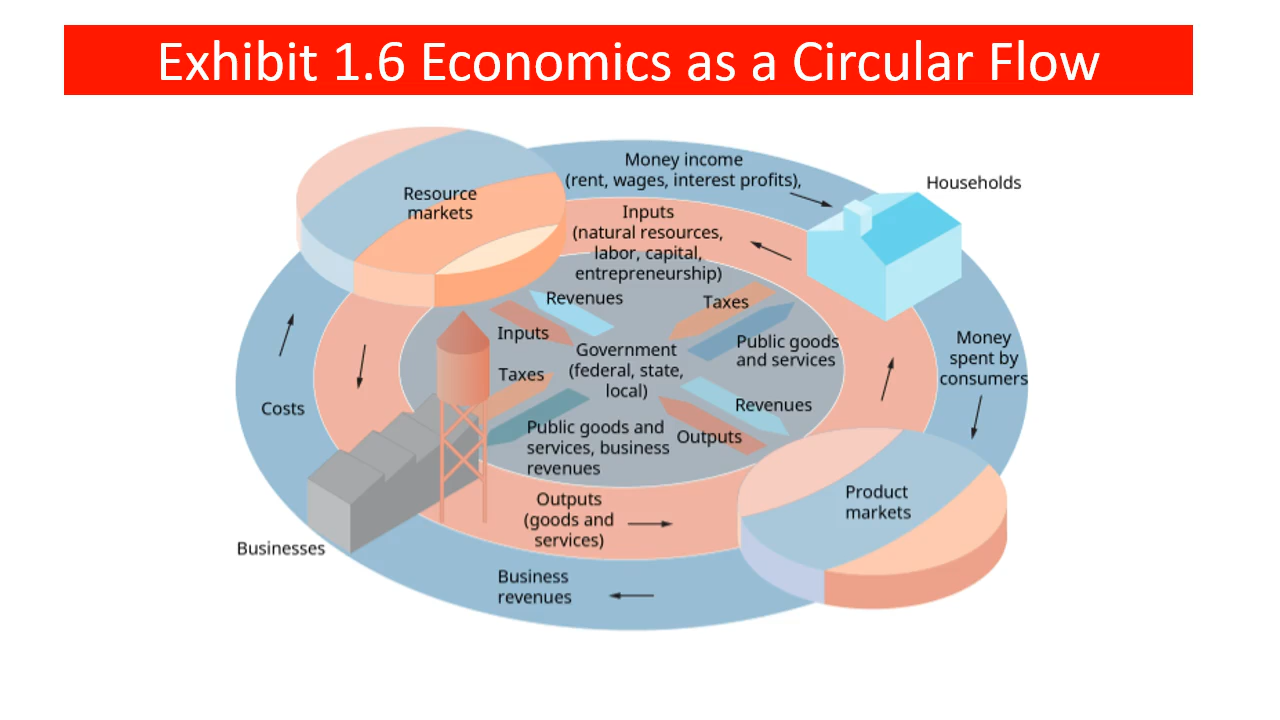 Exhibit 1.6 Economics as a Circular Flow
Money income
(rent, wages, interest profits),
Households
Resource
markets
Inputs
(natural resources,
labor, capital,
entrepreneurship)
Revenues
Taxes
Inputs
Public goods
and services
Government
(federal, state,
local)
Money
spent by
consumers
Taxes
Costs
Revenues
Public goods and
services, business
revenues
Outputs
Product
markets
Outputs
(goods and
services)
Businesses
Business
revenues